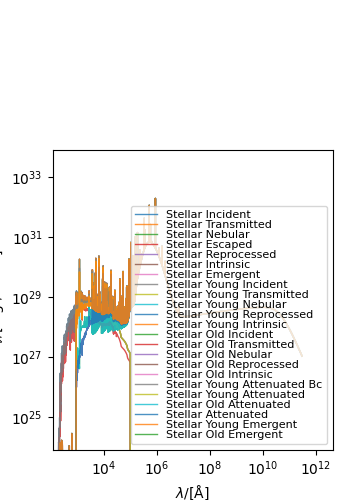 10^33
10^31
10^29
10^27
10^25
Stellar Incident
Stellar Transmitted
Stellar Nebular
Stellar Escaped
Stellar Reprocessed
Stellar Intrinsic
Stellar Emergent
Stellar Young Incident
Stellar Young Transmitted
Stellar Young Nebular
Stellar Young Reprocessed
Stellar Young Intrinsic
Stellar Old Incident
Stellar Old Transmitted
Stellar Old Nebular
Stellar Old Reprocessed
Stellar Old Intrinsic
Stellar Young Attenuated Bc
Stellar Young Attenuated
Stellar Old Attenuated
Stellar Attenuated
Stellar Young Emergent
Stellar Old Emergent
10^4 10^6 10^8 10^10 10^12
λ/[Å]